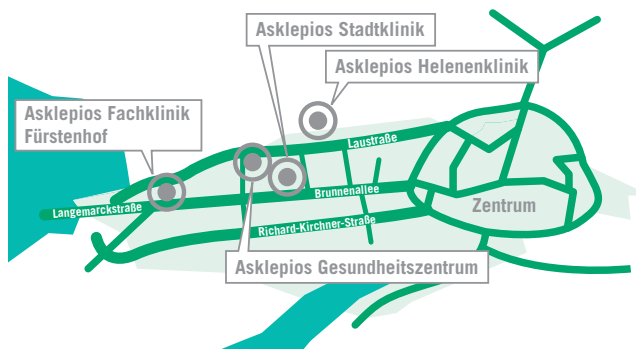 Asklepios Stadtklinik
Asklepios Helenenklinik
Asklepios Fachklinik
Fürstenhof
Laustraße
Brunnenallee
Langemarckstraße
Zentrum
Richard-Kirchner-Straße
Asklepios Gesundheitszentrum